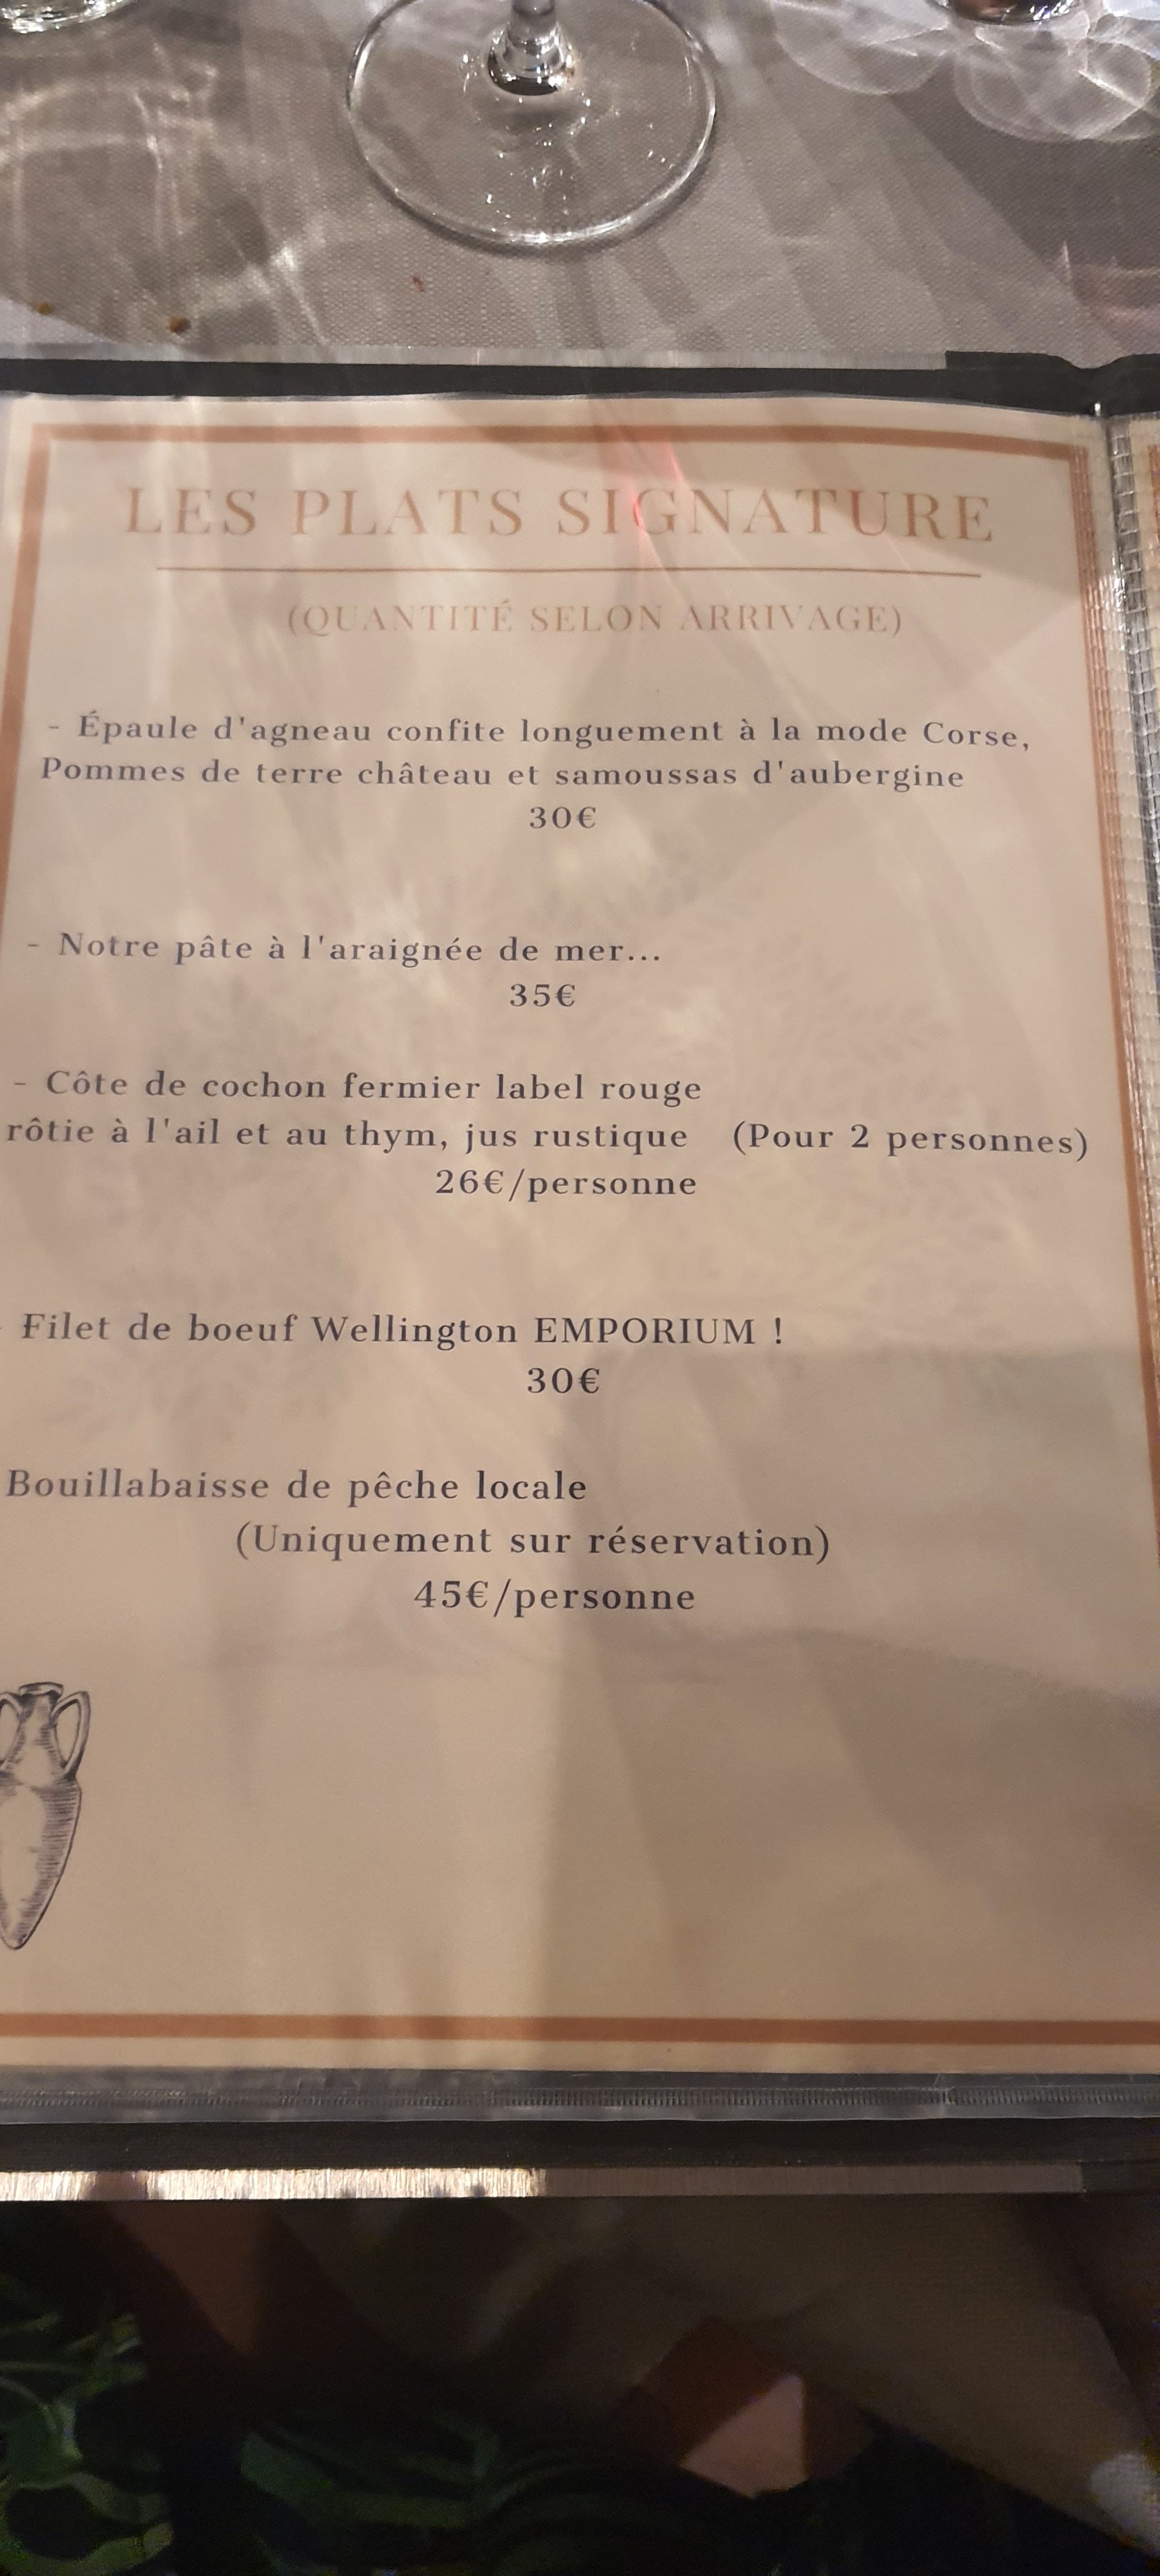 LES PLATS SIGNATURE
(QUANTITÉ SELON ARRIVAGE)
- Épaule d'agneau confite longuement à la mode Corse,
Pommes de terre château et samoussas d'aubergine
30€
- Notre pâte à l'araignée de mer...
35€
- Côte de cochon fermier label rouge
rôtie à l'ail et au thym, jus rustique (Pour 2 personnes)
26€/personne
- Filet de boeuf Wellington EMPORIUM !
30€
Bouillabaisse de pêche locale
(Uniquement sur réservation)
45€/personne